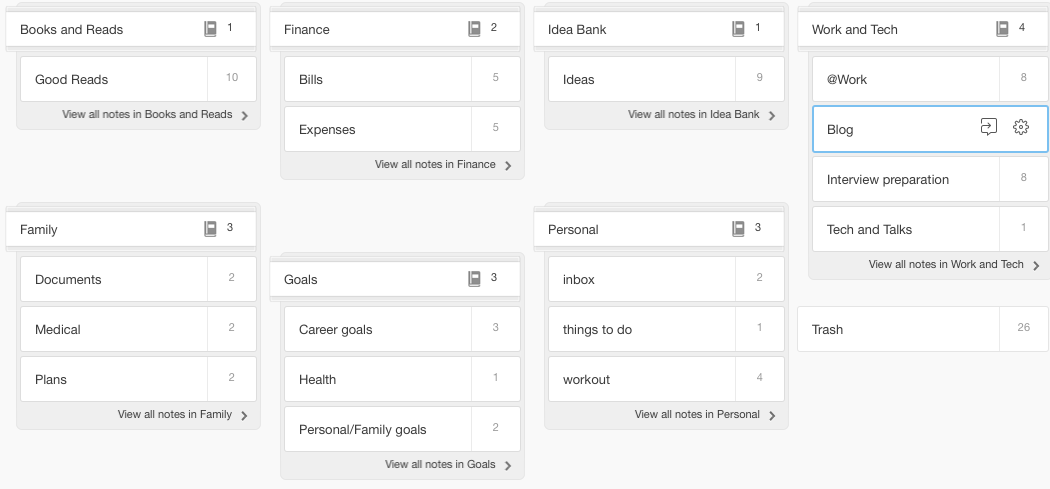 Books and Reads 1
Good Reads 10
View all notes in Books and Reads
Finance 2
Bills 5
Expenses 5
View all notes in Finance
Idea Bank 1
Ideas 9
View all notes in Idea Bank
Work and Tech 4
@Work 8
Blog
Interview preparation 8
Tech and Talks 1
View all notes in Work and Tech
Family 3
Documents 2
Medical 2
Plans 2
View all notes in Family
Goals 3
Career goals 3
Health 1
Personal/Family goals 2
View all notes in Goals
Personal 3
inbox 2
things to do 1
workout 4
View all notes in Personal
Trash 26